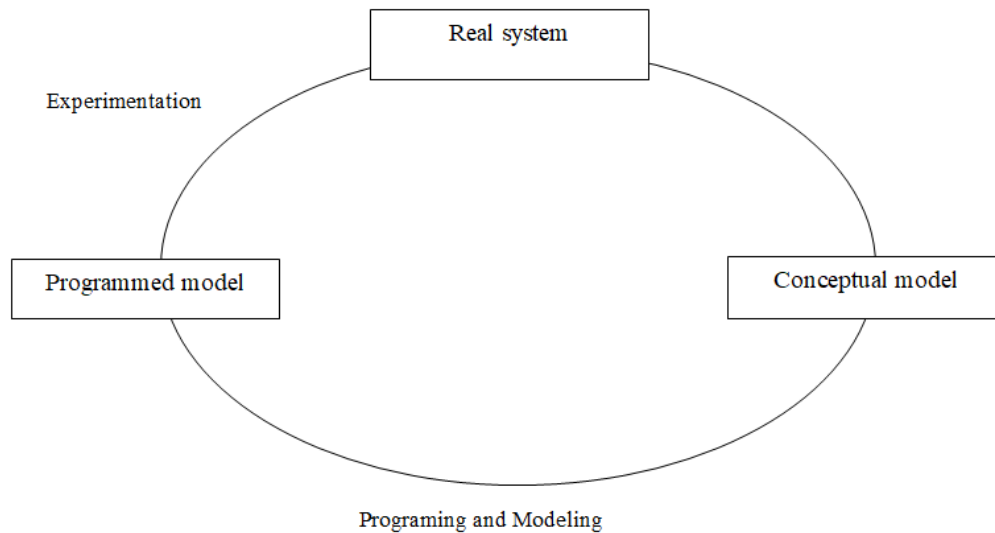 Real system
Experimentation
Programmed model
Conceptual model
Programing and Modeling